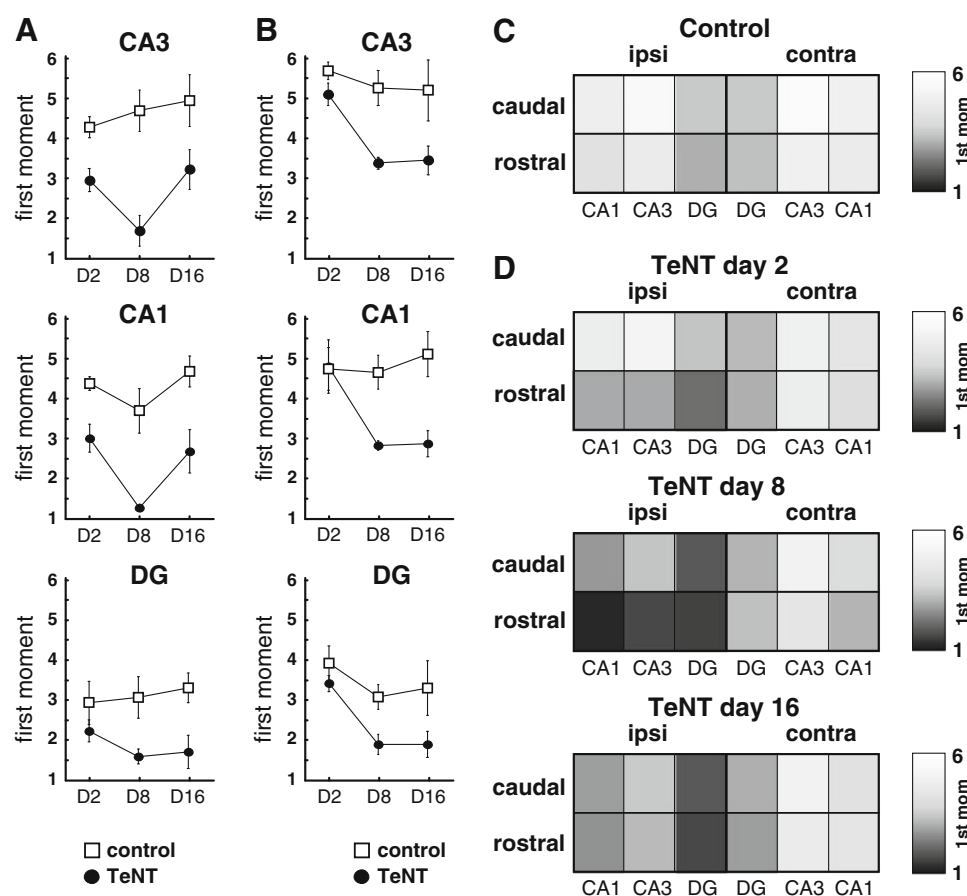 A
CA3
first moment
6
5
4
3
2
1
D2 D8 D16
CA1
first moment
6
5
4
3
2
1
D2 D8 D16
DG
first moment
6
5
4
3
2
1
D2 D8 D16
control
TeNT
B
CA3
first moment
6
5
4
3
2
1
D2 D8 D16
CA1
first moment
6
5
4
3
2
1
D2 D8 D16
DG
first moment
6
5
4
3
2
1
D2 D8 D16
control
TeNT
C
Control
ipsi contra
caudal
rostral
CA1 CA3 DG DG CA3 CA1
6
1st mom
1
D
TeNT day 2
ipsi contra
caudal
rostral
CA1 CA3 DG DG CA3 CA1
6
1st mom
1
TeNT day 8
ipsi contra
caudal
rostral
CA1 CA3 DG DG CA3 CA1
6
1st mom
1
TeNT day 16
ipsi contra
caudal
rostral
CA1 CA3 DG DG CA3 CA1
6
1st mom
1